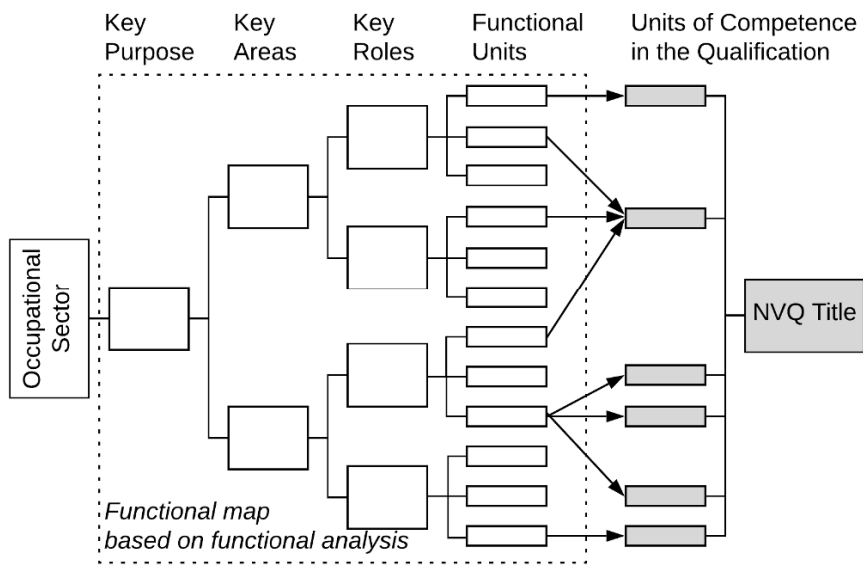 Key
Purpose
Key
Areas
Key
Roles
Functional
Units
Units of Competence
in the Qualification
Occupational
Sector
NVQ Title
Functional map
based on functional analysis